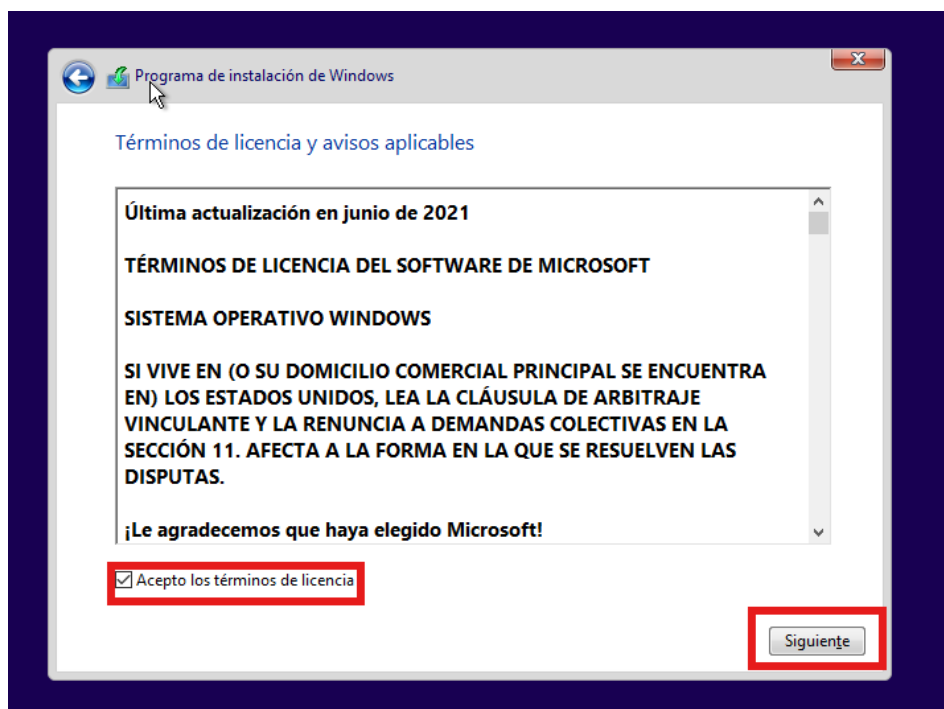 Programa de instalación de Windows
Términos de licencia y avisos aplicables
Última actualización en junio de 2021
TÉRMINOS DE LICENCIA DEL SOFTWARE DE MICROSOFT
SISTEMA OPERATIVO WINDOWS
SI VIVE EN (O SU DOMICILIO COMERCIAL PRINCIPAL SE ENCUENTRA
EN) LOS ESTADOS UNIDOS, LEA LA CLÁUSULA DE ARBITRAJE
VINCULANTE Y LA RENUNCIA A DEMANDAS COLECTIVAS EN LA
SECCIÓN 11. AFECTA A LA FORMA EN LA QUE SE RESUELVEN LAS
DISPUTAS.
¡Le agradecemos que haya elegido Microsoft!
Acepto los términos de licencia
Siguiente